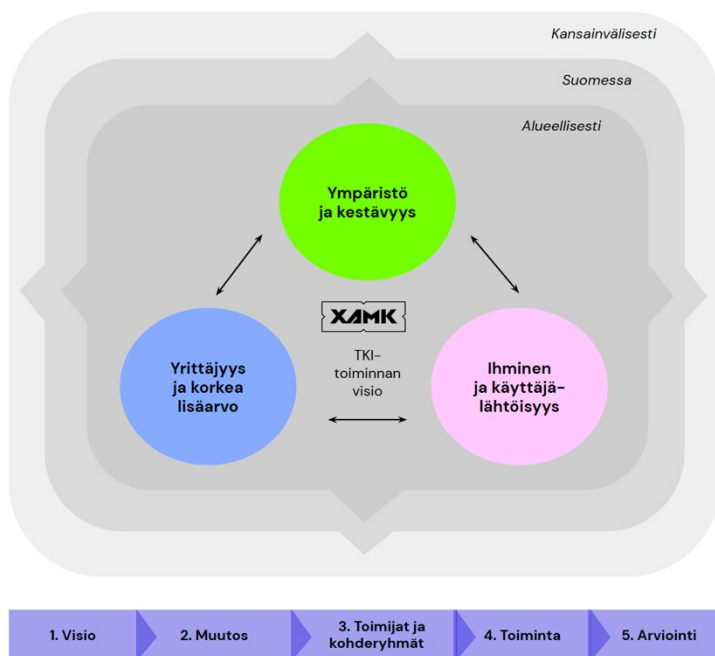 Kansainvälisesti
Suomessa
Alueellisesti
Ympäristö
ja kestävyys
XAMK
TKI-
toiminnan
visio
Yrittäjyys
ja korkea
lisäarvo
Ihminen
ja käyttäjä-
lähtöisyys
1. Visio
2. Muutos
3. Toimijat ja
kohderyhmät
4. Toiminta
5. Arviointi